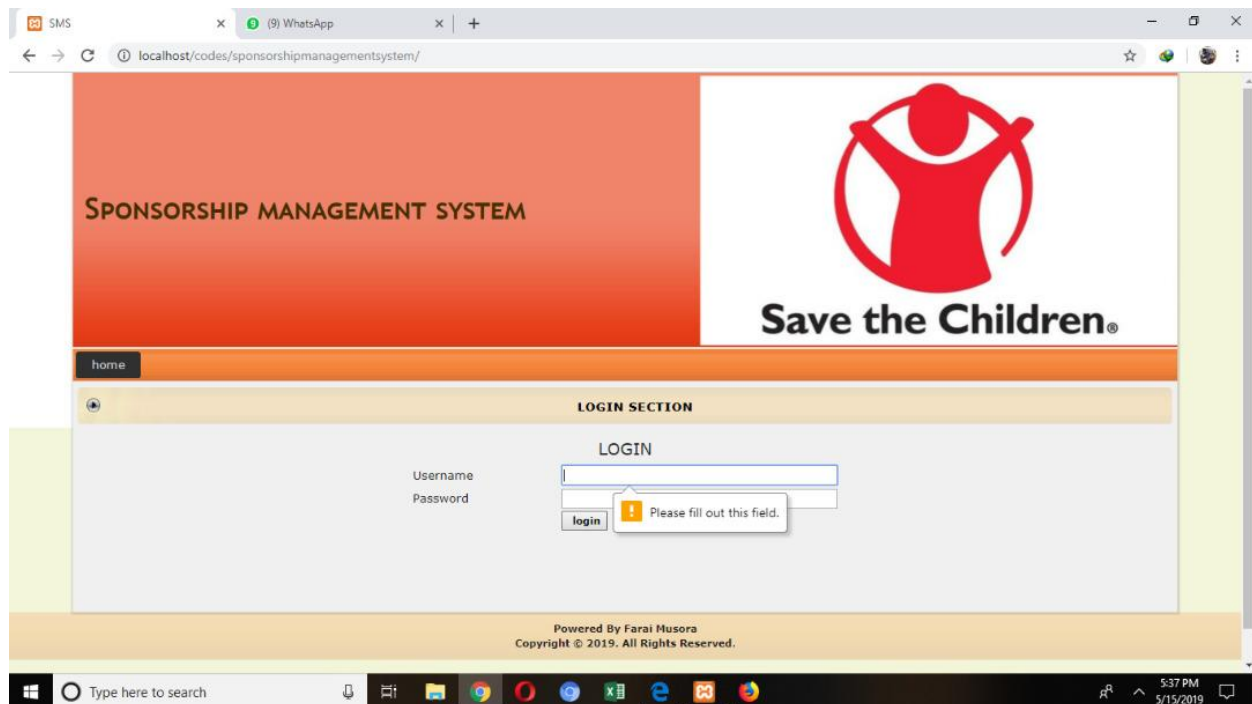 SMS
(9) WhatsApp
localhost/codes/sponsorshipmanagementsystem/
SPONSORSHIP MANAGEMENT SYSTEM
Save the Children®
home
LOGIN SECTION
LOGIN
Username
Password
Please fill out this field.
login
Powered By Farai Musora
Copyright © 2019. All Rights Reserved.
Type here to search
5:37 PM
5/15/2019